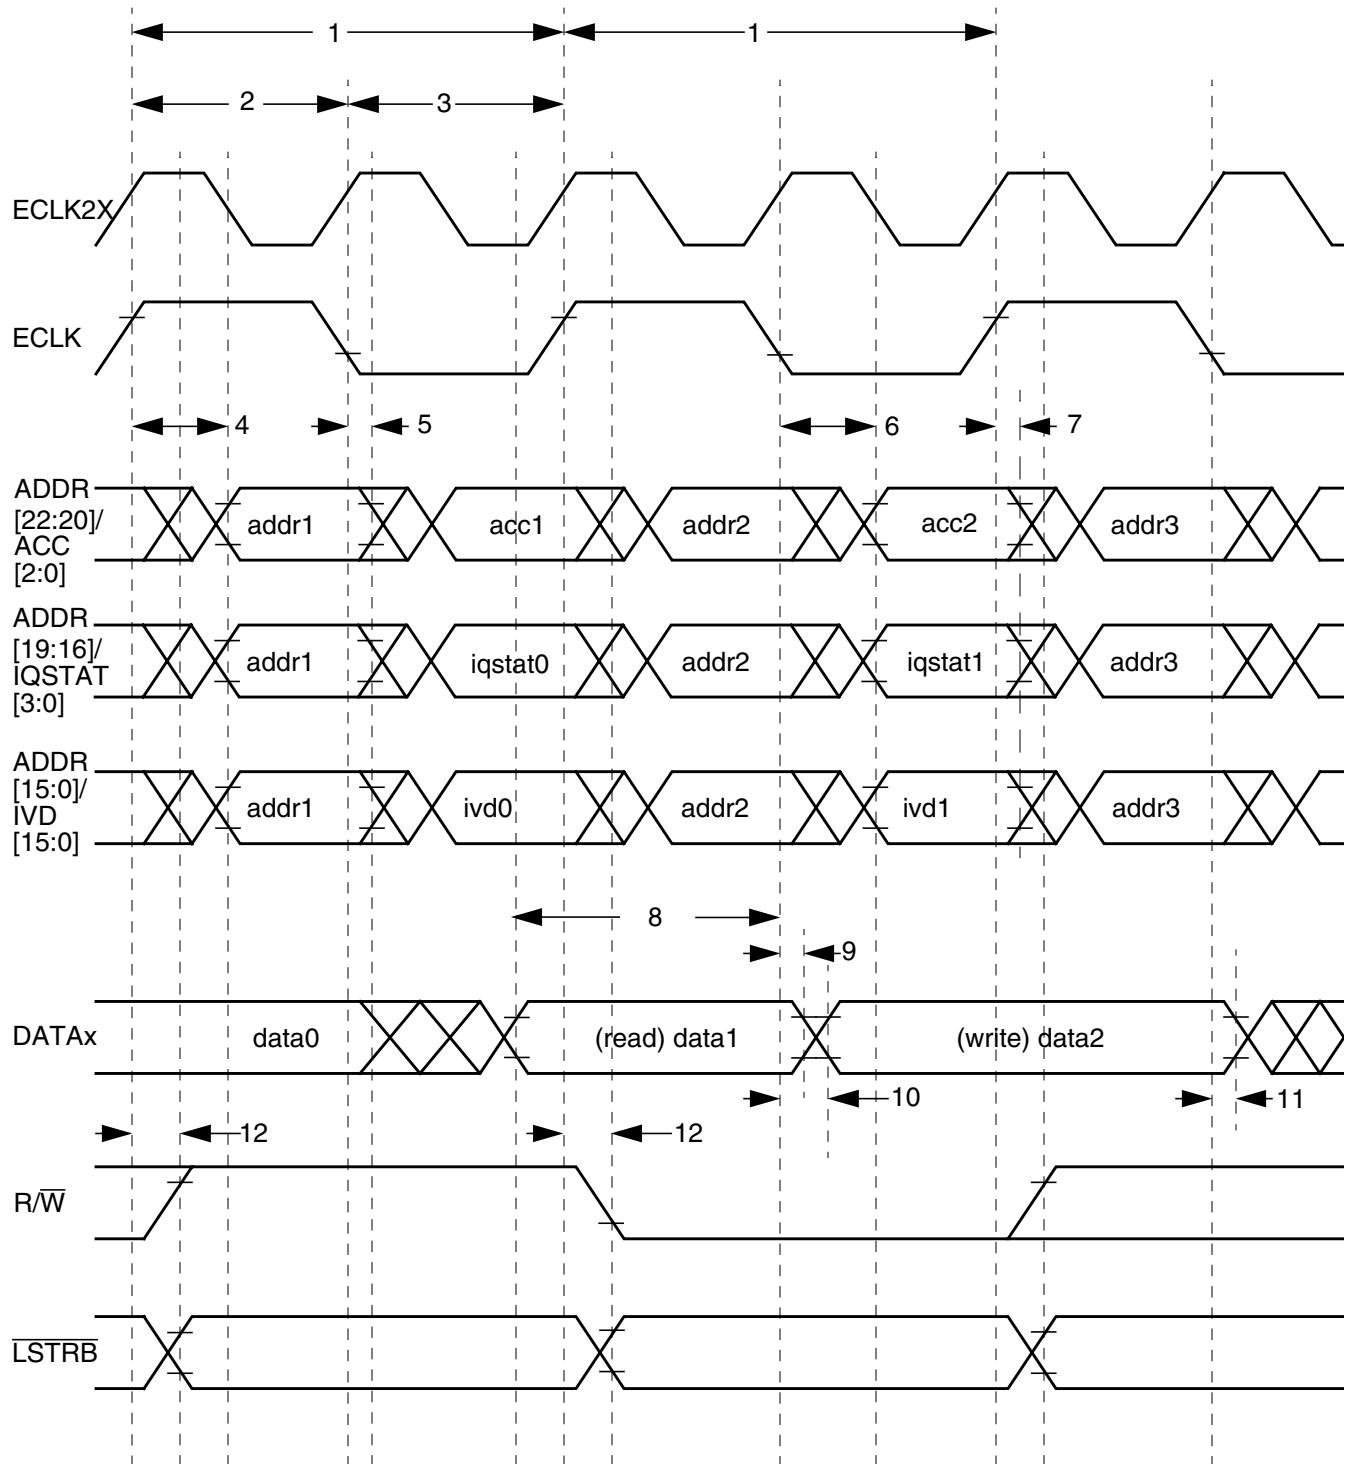 1 1
2 3
ECLK2X
ECLK
4 5 6 7
ADDR
[22:20]/
ACC
[2:0]
addr1 acc1 addr2 acc2 addr3
ADDR
[19:16]/
IQSTAT
[3:0]
addr1 iqstat0 addr2 iqstat1 addr3
ADDR
[15:0]/
IVD
[15:0]
addr1 ivd0 addr2 ivd1 addr3
8
9
DATAx data0 (read) data1 (write) data2
10 11
12 12
R/W̅
L̅S̅T̅R̅B̅